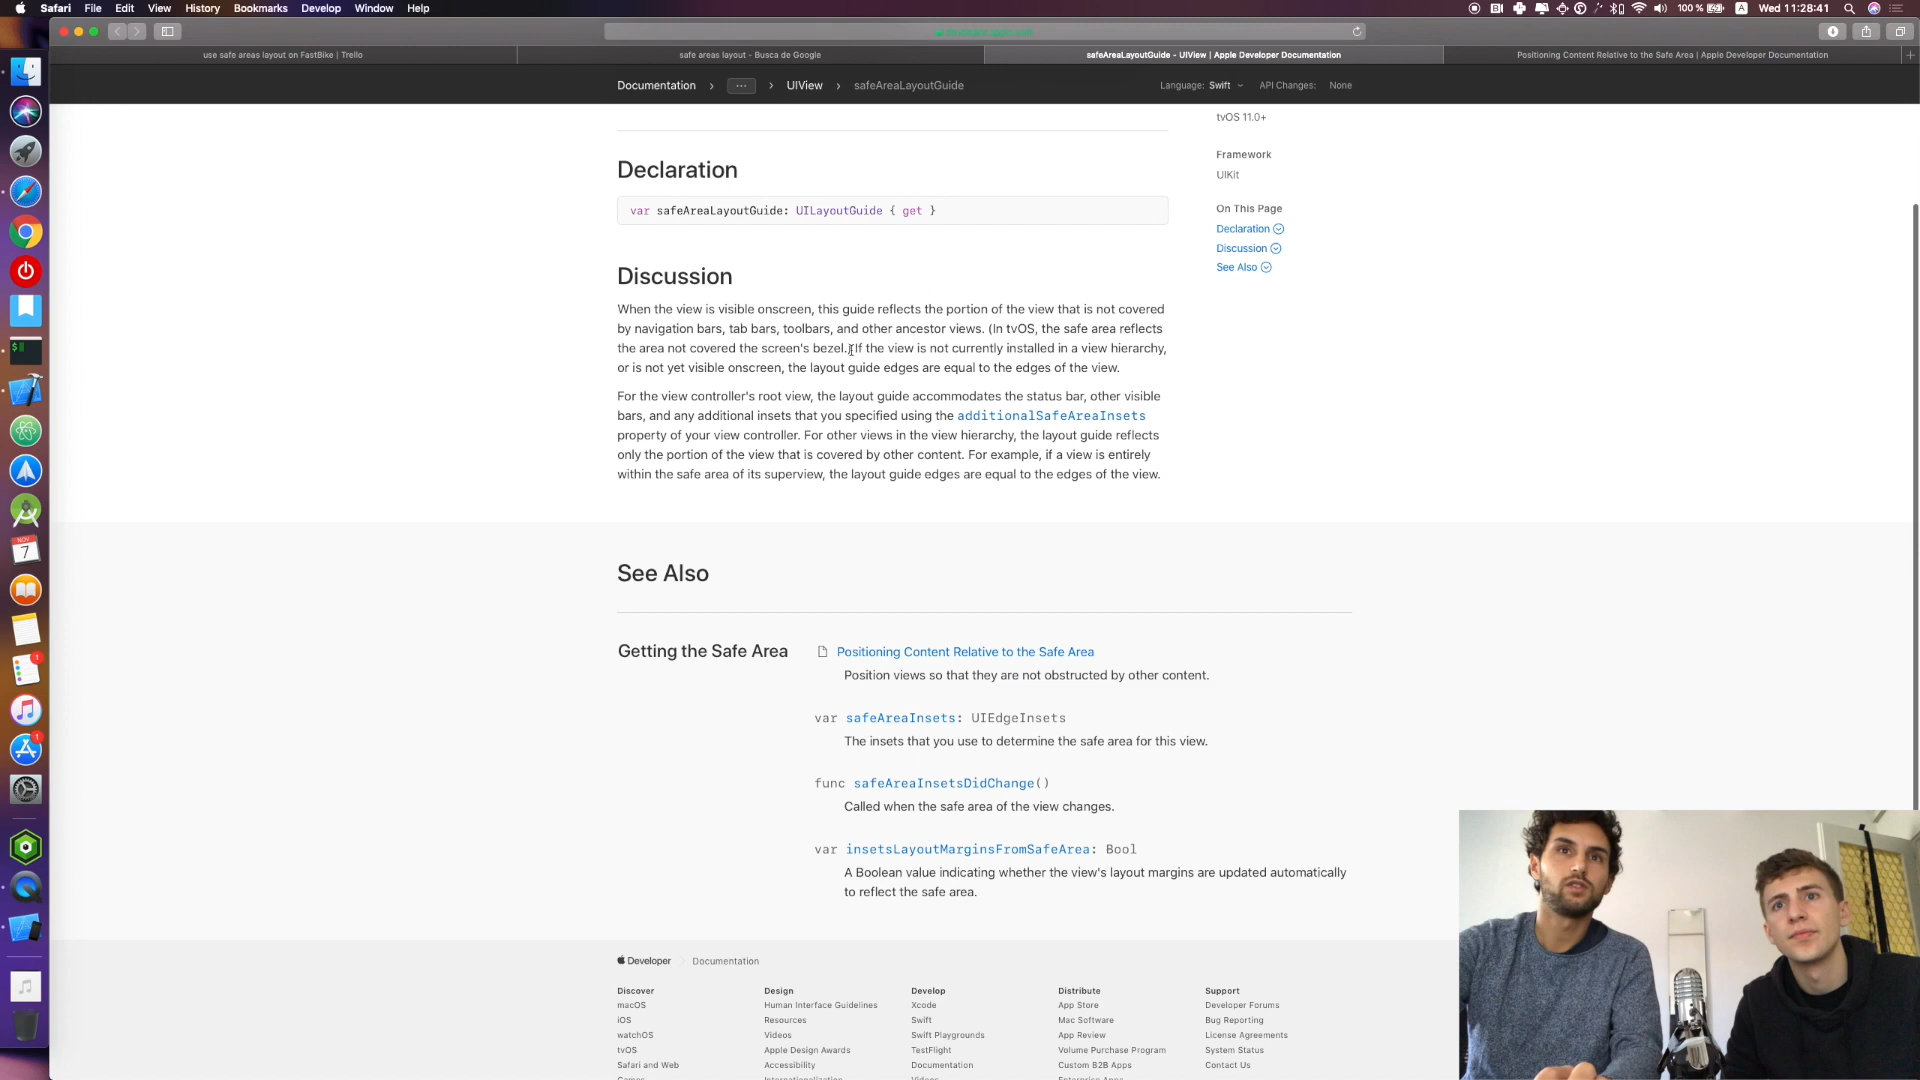 Safari File Edit View History Bookmarks Develop Window Help 100 % Wed 11:28:41
use safe areas layout on FastBike | Trello
safe areas layout - Busca de Google
safeAreaLayoutGuide - UIView | Apple Developer Documentation
Positioning Content Relative to the Safe Area | Apple Developer Documentation
Documentation › ··· › UIView › safeAreaLayoutGuide
Language: Swift API Changes: None
tvOS 11.0+
Framework
UIKit
On This Page
Declaration
Discussion
See Also
Declaration
var safeAreaLayoutGuide: UILayoutGuide { get }
Discussion
When the view is visible onscreen, this guide reflects the portion of the view that is not covered
by navigation bars, tab bars, toolbars, and other ancestor views. (In tvOS, the safe area reflects
the area not covered the screen's bezel.) If the view is not currently installed in a view hierarchy,
or is not yet visible onscreen, the layout guide edges are equal to the edges of the view.
For the view controller's root view, the layout guide accommodates the status bar, other visible
bars, and any additional insets that you specified using the additionalSafeAreaInsets
property of your view controller. For other views in the view hierarchy, the layout guide reflects
only the portion of the view that is covered by other content. For example, if a view is entirely
within the safe area of its superview, the layout guide edges are equal to the edges of the view.
See Also
Getting the Safe Area
Positioning Content Relative to the Safe Area
Position views so that they are not obstructed by other content.
var safeAreaInsets: UIEdgeInsets
The insets that you use to determine the safe area for this view.
func safeAreaInsetsDidChange()
Called when the safe area of the view changes.
var insetsLayoutMarginsFromSafeArea: Bool
A Boolean value indicating whether the view's layout margins are updated automatically
to reflect the safe area.
Developer Documentation
Discover
macOS
iOS
watchOS
tvOS
Safari and Web
Games
Design
Human Interface Guidelines
Resources
Videos
Apple Design Awards
Accessibility
Internationalization
Develop
Xcode
Swift
Swift Playgrounds
TestFlight
Documentation
Videos
Distribute
App Store
Mac Software
App Review
Volume Purchase Program
Custom B2B Apps
Support
Developer Forums
Bug Reporting
License Agreements
System Status
Contact Us
NOV
7
1
1